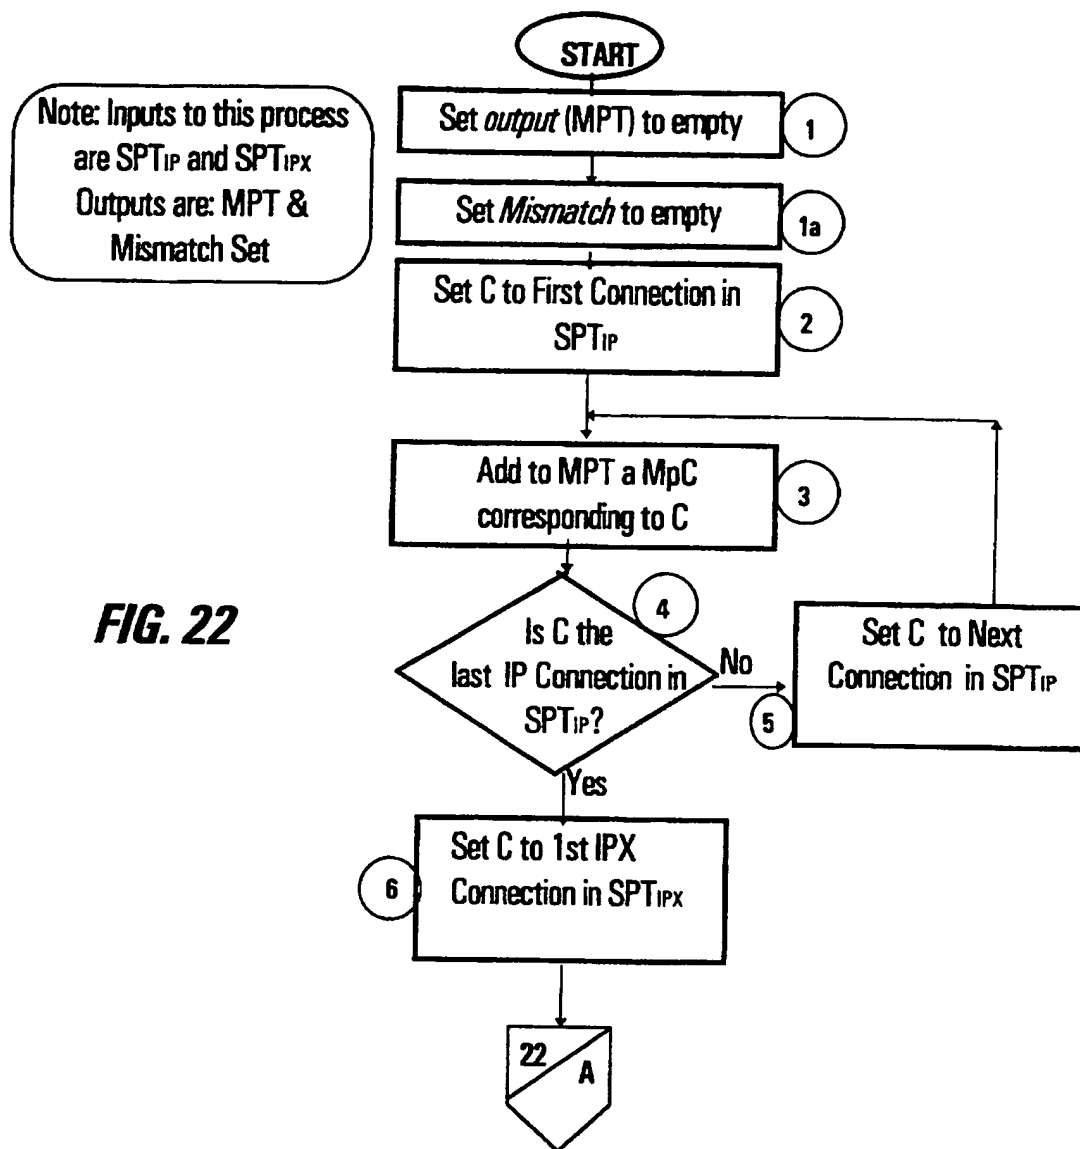 START
Note: Inputs to this process
are SPTIP and SPTIPX
Outputs are: MPT &
Mismatch Set
Set output (MPT) to empty
1
Set Mismatch to empty
1a
Set C to First Connection in
SPTIP
2
Add to MPT a MpC
corresponding to C
3
FIG. 22
4
Is C the
last IP Connection in
SPTIP?
No
Set C to Next
Connection in SPTIP
5
Yes
Set C to 1st IPX
Connection in SPTIPX
6
22
A